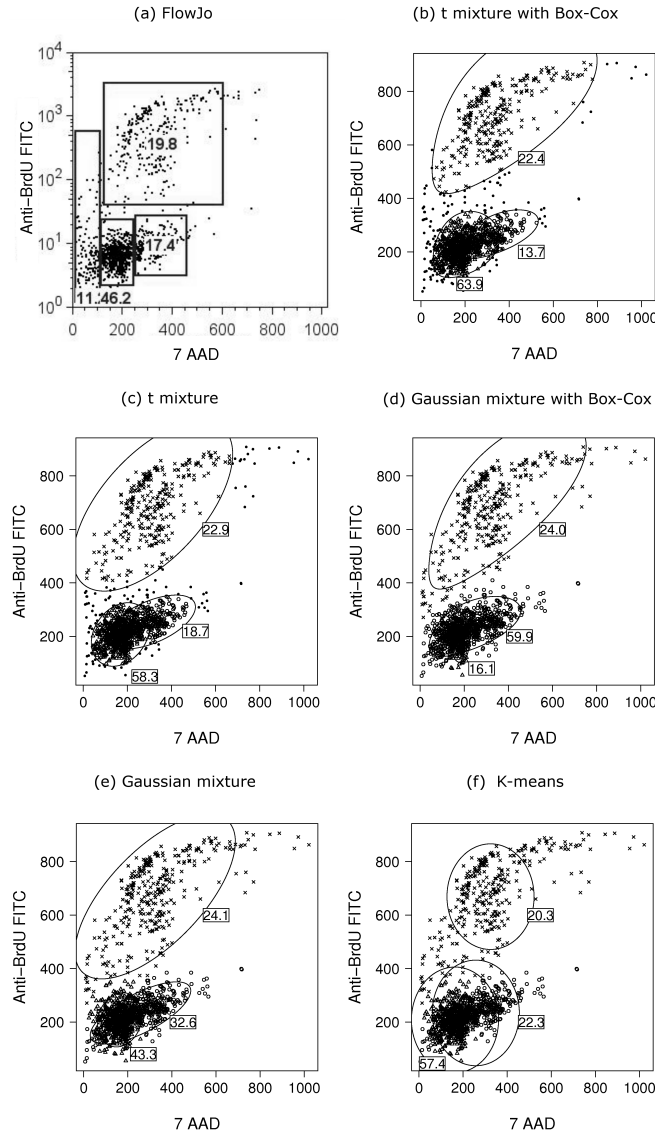 (a) FlowJo
Anti−BrdU FITC
10^4
10^3
10^2
10^1
10^0
19.8
17.4
11.
46.2
0 200 400 600 800 1000
7 AAD
(b) t mixture with Box-Cox
Anti−BrdU FITC
800
600
400
200
22.4
13.7
63.9
0 200 400 600 800 1000
7 AAD
(c) t mixture
Anti−BrdU FITC
800
600
400
200
22.9
18.7
58.3
0 200 400 600 800 1000
7 AAD
(d) Gaussian mixture with Box-Cox
Anti−BrdU FITC
800
600
400
200
24.0
59.9
16.1
0 200 400 600 800 1000
7 AAD
(e) Gaussian mixture
Anti−BrdU FITC
800
600
400
200
24.1
32.6
43.3
0 200 400 600 800 1000
7 AAD
(f) K-means
Anti−BrdU FITC
800
600
400
200
20.3
22.3
57.4
0 200 400 600 800 1000
7 AAD